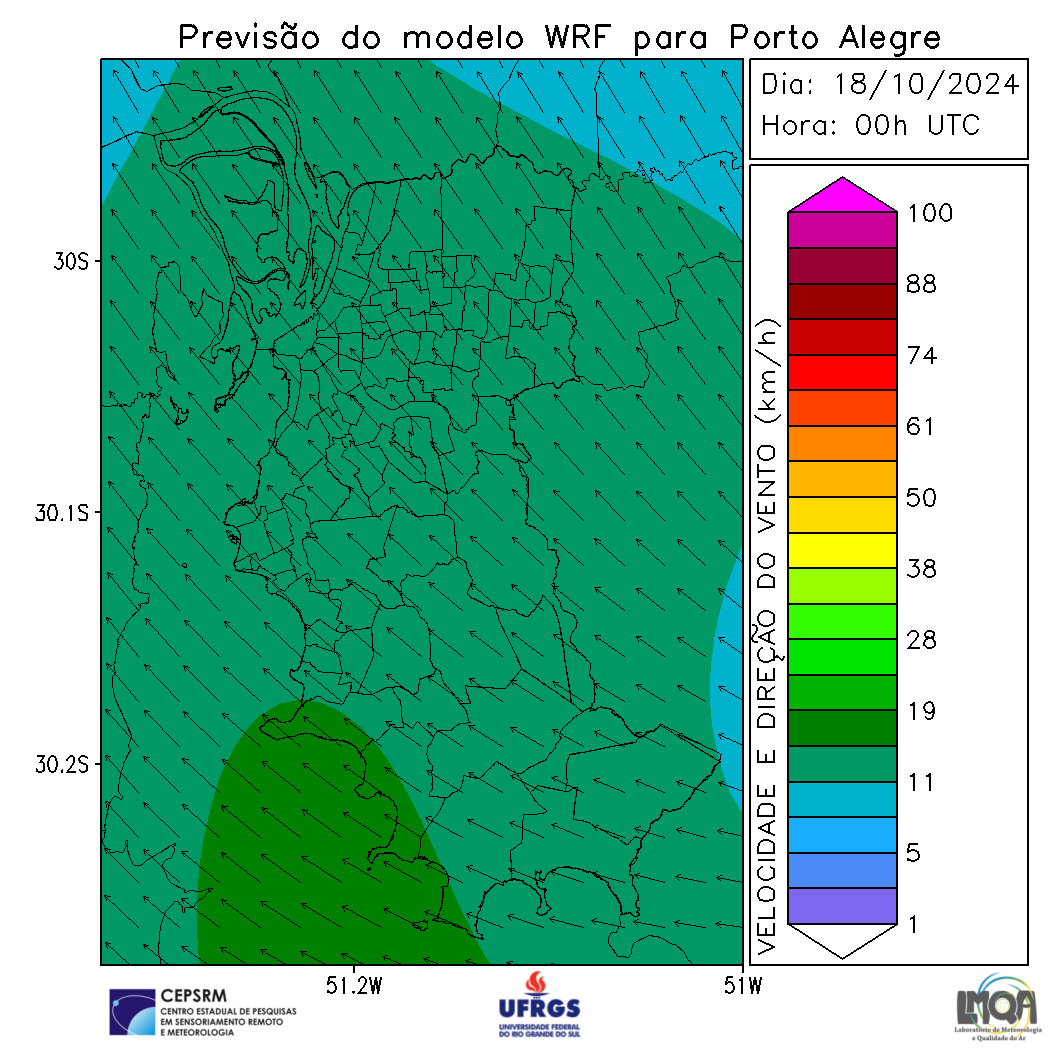 Previsão do modelo WRF para Porto Alegre
Dia: 18/10/2024
Hora: 00h UTC
30S
30.1S
30.2S
51.2W
51W
VELOCIDADE E DIREÇÃO DO VENTO (km/h)
100
88
74
61
50
38
28
19
11
5
1
CEPSRM
CENTRO ESTADUAL DE PESQUISAS
EM SENSORIAMENTO REMOTO
E METEOROLOGIA
UFRGS
UNIVERSIDADE FEDERAL
DO RIO GRANDE DO SUL
LMQA
Laboratório de Meteorologia
e Qualidade do Ar